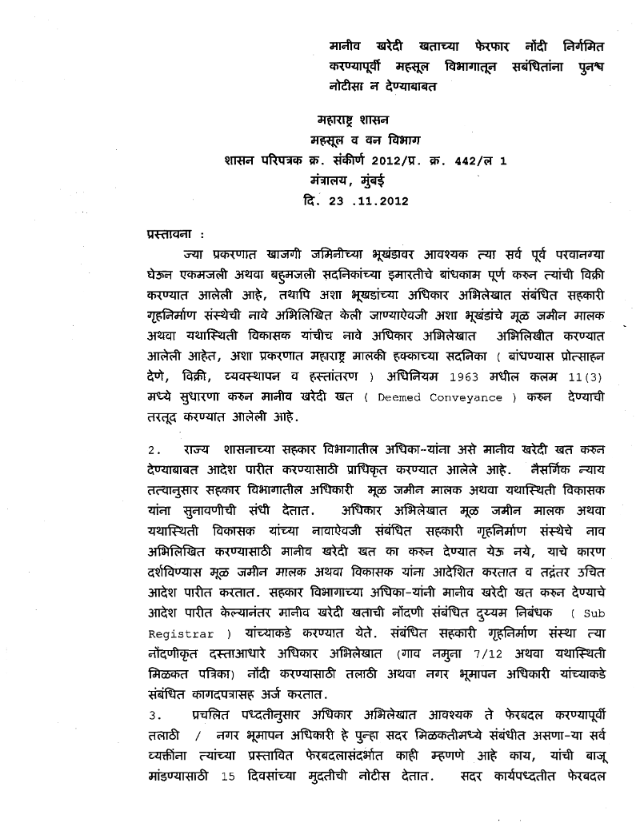 मानीव खरेदी खताच्या फेरफार नोंदी निर्गमित
करण्यापूर्वी महसूल विभागातून सबंधितांना पुनश्च
नोटीसा न देण्याबाबत
महाराष्ट्र शासन
महसूल व वन विभाग
शासन परिपत्रक क्र. संकीर्ण 2012/प्र. क्र. 442/ल 1
मंत्रालय, मुंबई
दि. 23 .11.2012
प्रस्तावना :
ज्या प्रकरणात खाजगी जमिनीच्या भूखंडावर आवश्यक त्या सर्व पूर्व परवानग्या
घेऊन एकमजली अथवा बहुमजली सदनिकांच्या इमारतीचे बांधकाम पूर्ण करुन त्यांची विक्री
करण्यात आलेली आहे, तथापि अशा भूखडांच्या अधिकार अभिलेखात संबंधित सहकारी
गृहनिर्माण संस्थेची नावे अभिलिखित केली जाण्याऐवजी अशा भूखंडांचे मूळ जमीन मालक
अथवा यथास्थिती विकासक यांचीच नावे अधिकार अभिलेखात अभिलिखीत करण्यात
आलेली आहेत, अशा प्रकरणात महाराष्ट्र मालकी हक्काच्या सदनिका ( बांधण्यास प्रोत्साहन
देणे, विक्री, व्यवस्थापन व हस्तांतरण ) अधिनियम 1963 मधील कलम 11(3)
मध्ये सुधारणा करुन मानीव खरेदी खत ( Deemed Conveyance ) करुन देण्याची
तरतूद करण्यात आलेली आहे.
2. राज्य शासनाच्या सहकार विभागातील अधिका-यांना असे मानीव खरेदी खत करुन
देण्याबाबत आदेश पारीत करण्यासाठी प्राधिकृत करण्यात आलेले आहे. नैसर्गिक न्याय
तत्यानुसार सहकार विभागातील अधिकारी मूळ जमीन मालक अथवा यथास्थिती विकासक
यांना सुनावणीची संधी देतात. अधिकार अभिलेखात मूळ जमीन मालक अथवा
यथास्थिती विकासक यांच्या नावाऐवजी संबंधित सहकारी गृहनिर्माण संस्थेचे नाव
अभिलिखित करण्यासाठी मानीव खरेदी खत का करुन देण्यात येऊ नये, याचे कारण
दर्शविण्यास मूळ जमीन मालक अथवा विकासक यांना आदेशित करतात व तद्नंतर उचित
आदेश पारीत करतात. सहकार विभागाच्या अधिका-यांनी मानीव खरेदी खत करुन देण्याचे
आदेश पारीत केल्यानंतर मानीव खरेदी खताची नोंदणी संबंधित दुय्यम निबंधक ( Sub
Registrar ) यांच्याकडे करण्यात येते. संबंधित सहकारी गृहनिर्माण संस्था त्या
नोंदणीकृत दस्ताआधारे अधिकार अभिलेखात (गाव नमुना 7/12 अथवा यथास्थिती
मिळकत पत्रिका) नोंदी करण्यासाठी तलाठी अथवा नगर भूमापन अधिकारी यांच्याकडे
संबंधित कागदपत्रासह अर्ज करतात.
3. प्रचलित पध्दतीनुसार अधिकार अभिलेखात आवश्यक ते फेरबदल करण्यापूर्वी
तलाठी / नगर भूमापन अधिकारी हे पुन्हा सदर मिळकतीमध्ये संबंधीत असणा-या सर्व
व्यक्तींना त्यांच्या प्रस्तावित फेरबदलासंदर्भात काही म्हणणे आहे काय, यांची बाजू
मांडण्यासाठी 15 दिवसांच्या मुदतीची नोटीस देतात. सदर कार्यपध्दतीत फेरबदल